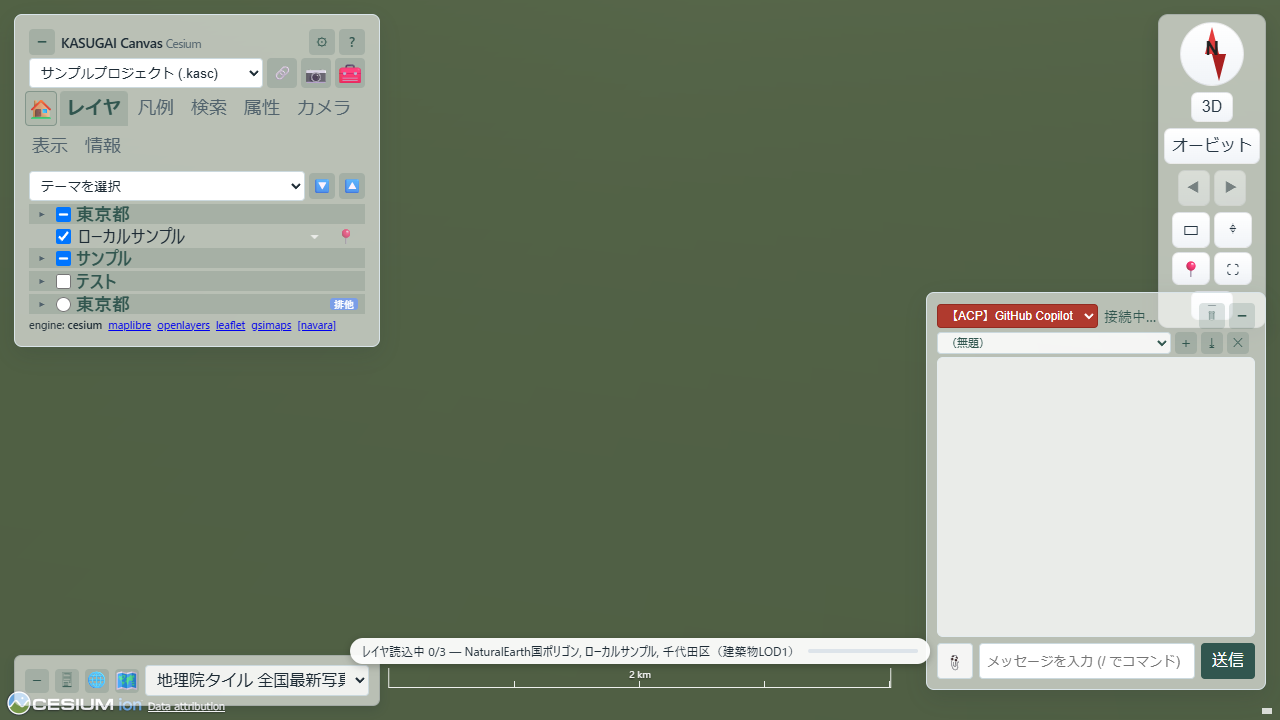 − KASUGAI Canvas Cesium ?
サンプルプロジェクト (.kasc)
レイヤ 凡例 検索 属性 カメラ
表示 情報
テーマを選択
東京都
ローカルサンプル
サンプル
テスト
東京都 排他
engine: cesium maplibre openlayers leaflet gsimaps [navara]
N
3D
オービット
【ACP】GitHub Copilot 接続中...
（無題）
メッセージを入力 (/ でコマンド) 送信
レイヤ読込中 0/3 — NaturalEarth国ポリゴン, ローカルサンプル, 千代田区（建築物LOD1）
2 km
地理院タイル 全国最新写真
CESIUM ion Data attribution